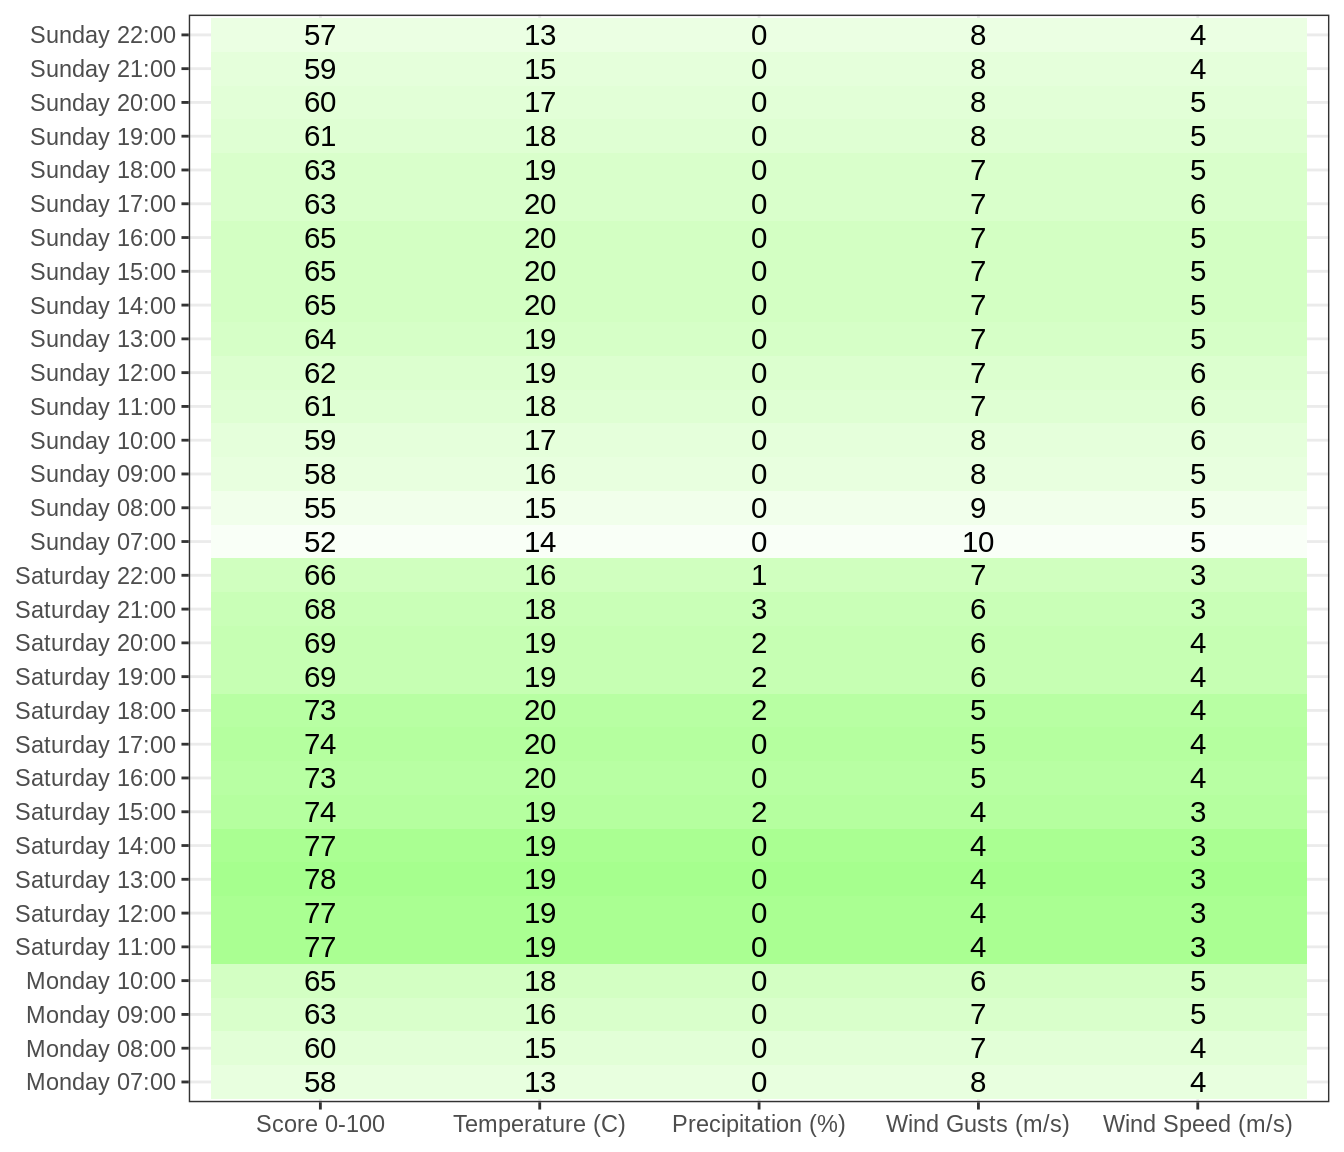 Sunday 22:00 57 13 0 8 4
Sunday 21:00 59 15 0 8 4
Sunday 20:00 60 17 0 8 5
Sunday 19:00 61 18 0 8 5
Sunday 18:00 63 19 0 7 5
Sunday 17:00 63 20 0 7 6
Sunday 16:00 65 20 0 7 5
Sunday 15:00 65 20 0 7 5
Sunday 14:00 65 20 0 7 5
Sunday 13:00 64 19 0 7 5
Sunday 12:00 62 19 0 7 6
Sunday 11:00 61 18 0 7 6
Sunday 10:00 59 17 0 8 6
Sunday 09:00 58 16 0 8 5
Sunday 08:00 55 15 0 9 5
Sunday 07:00 52 14 0 10 5
Saturday 22:00 66 16 1 7 3
Saturday 21:00 68 18 3 6 3
Saturday 20:00 69 19 2 6 4
Saturday 19:00 69 19 2 6 4
Saturday 18:00 73 20 2 5 4
Saturday 17:00 74 20 0 5 4
Saturday 16:00 73 20 0 5 4
Saturday 15:00 74 19 2 4 3
Saturday 14:00 77 19 0 4 3
Saturday 13:00 78 19 0 4 3
Saturday 12:00 77 19 0 4 3
Saturday 11:00 77 19 0 4 3
Monday 10:00 65 18 0 6 5
Monday 09:00 63 16 0 7 5
Monday 08:00 60 15 0 7 4
Monday 07:00 58 13 0 8 4
Score 0-100 Temperature (C) Precipitation (%) Wind Gusts (m/s) Wind Speed (m/s)